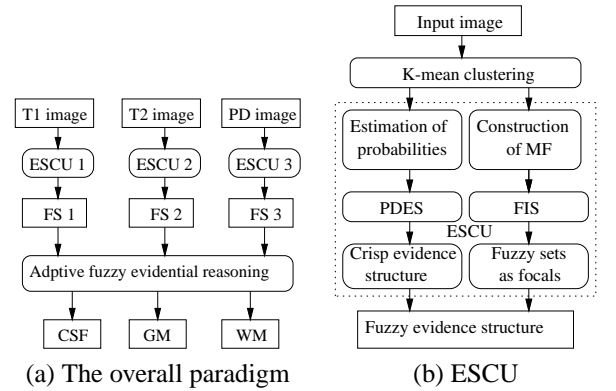 T1 image
T2 image
PD image
ESCU 1
ESCU 2
ESCU 3
FS 1
FS 2
FS 3
Adptive fuzzy evidential reasoning
CSF
GM
WM
(a) The overall paradigm
Input image
K-mean clustering
Estimation of
probabilities
Construction
of MF
PDES
FIS
ESCU
Crisp evidence
structure
Fuzzy sets
as focals
Fuzzy evidence structure
(b) ESCU